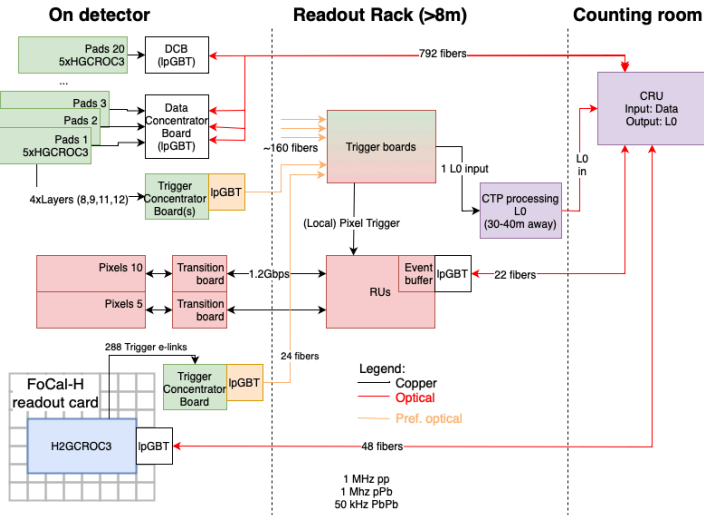 On detector
Readout Rack (>8m)
Counting room
Pads 20
5xHGCROC3
DCB
(lpGBT)
792 fibers
...
Pads 3
Pads 2
Pads 1
5xHGCROC3
Data
Concentrator
Board
(lpGBT)
~160 fibers
Trigger boards
CRU
Input: Data
Output: L0
1 L0 input
L0
in
4xLayers (8,9,11,12)
Trigger
Concentrator
Board(s)
lpGBT
(Local) Pixel Trigger
CTP processing
L0
(30-40m away)
Pixels 10
Transition
board
1.2Gbps
Pixels 5
Transition
board
RUs
Event
buffer
lpGBT
22 fibers
288 Trigger e-links
24 fibers
Trigger
Concentrator
Board
lpGBT
FoCal-H
readout card
H2GCROC3
lpGBT
48 fibers
Legend:
Copper
Optical
Pref. optical
1 MHz pp
1 Mhz pPb
50 kHz PbPb